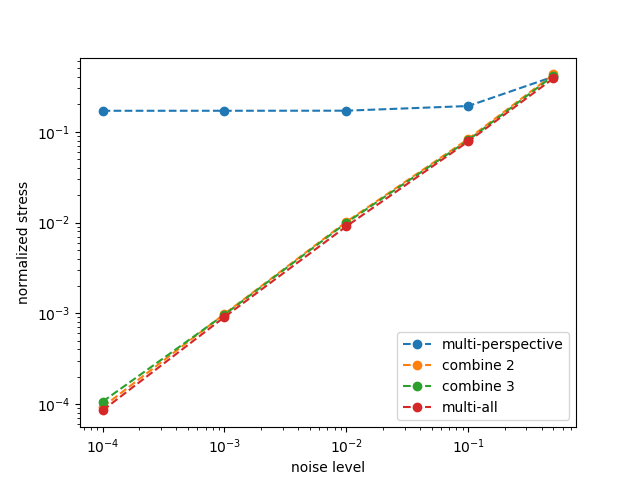 10⁻¹
10⁻²
10⁻³
10⁻⁴
normalized stress
10⁻⁴
10⁻³
10⁻²
10⁻¹
noise level
multi-perspective
combine 2
combine 3
multi-all